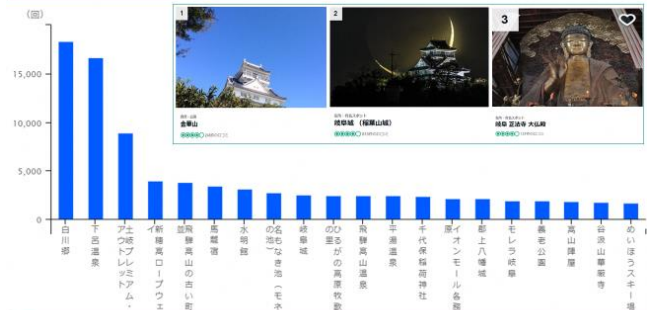 (回)
15,000
10,000
5,000
0
1
2
3
金華山
岐阜城 (稲葉山城)
岐阜 正法寺 大仏殿
白川郷
下呂温泉
土岐プレミアム・
アウトレット
新穂高ロープウェ
イ
飛騨高山の古い町
並
馬籠宿
水明館
名もなき池(モネ
の池)
岐阜城
ひるがの高原牧歌
の里
飛騨高山温泉
平湯温泉
千代保稲荷神社
イオンモール各務
原
郡上八幡城
モレラ岐阜
養老公園
高山陣屋
谷汲山華厳寺
めいほうスキー場